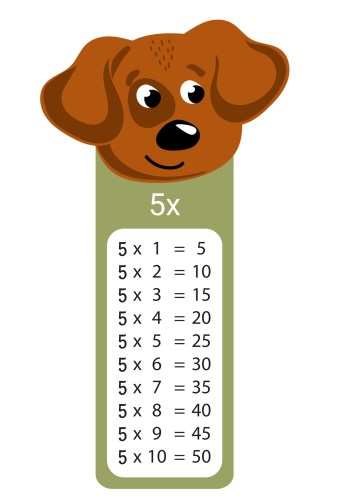 5x
5 x 1 = 5
5 x 2 = 10
5 x 3 = 15
5 x 4 = 20
5 x 5 = 25
5 x 6 = 30
5 x 7 = 35
5 x 8 = 40
5 x 9 = 45
5 x 10 = 50